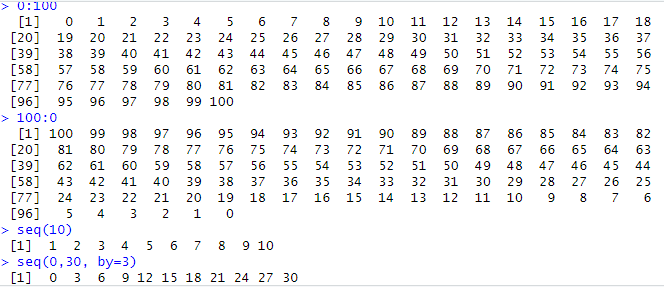 > 0:100
[1] 0 1 2 3 4 5 6 7 8 9 10 11 12 13 14 15 16 17 18
[20] 19 20 21 22 23 24 25 26 27 28 29 30 31 32 33 34 35 36 37
[39] 38 39 40 41 42 43 44 45 46 47 48 49 50 51 52 53 54 55 56
[58] 57 58 59 60 61 62 63 64 65 66 67 68 69 70 71 72 73 74 75
[77] 76 77 78 79 80 81 82 83 84 85 86 87 88 89 90 91 92 93 94
[96] 95 96 97 98 99 100
> 100:0
[1] 100 99 98 97 96 95 94 93 92 91 90 89 88 87 86 85 84 83 82
[20] 81 80 79 78 77 76 75 74 73 72 71 70 69 68 67 66 65 64 63
[39] 62 61 60 59 58 57 56 55 54 53 52 51 50 49 48 47 46 45 44
[58] 43 42 41 40 39 38 37 36 35 34 33 32 31 30 29 28 27 26 25
[77] 24 23 22 21 20 19 18 17 16 15 14 13 12 11 10 9 8 7 6
[96] 5 4 3 2 1 0
> seq(10)
[1] 1 2 3 4 5 6 7 8 9 10
> seq(0,30, by=3)
[1] 0 3 6 9 12 15 18 21 24 27 30